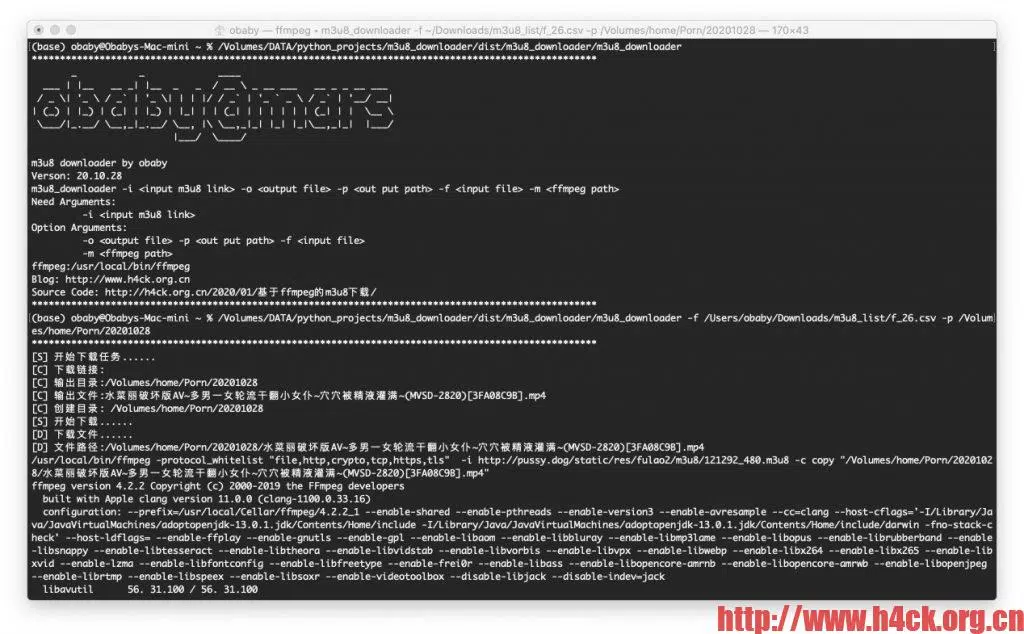 obaby — ffmpeg • m3u8_downloader -f ~/Downloads/m3u8_list/f_26.csv -p /Volumes/home/Porn/20201028 — 170×43
(base) obaby@Obabys-Mac-mini ~ % /Volumes/DATA/python_projects/m3u8_downloader/dist/m3u8_downloader/m3u8_downloader
****************************************************************************************************
obaby@mars
m3u8 downloader by obaby
Verson: 20.10.28
m3u8_downloader -i <input m3u8 link> -o <output file> -p <out put path> -f <input file> -m <ffmpeg path>
Need Arguments:
-i <input m3u8 link>
Option Arguments:
-o <output file> -p <out put path> -f <input file>
-m <ffmpeg path>
ffmpeg:/usr/local/bin/ffmpeg
Blog: http://www.h4ck.org.cn
Source Code: http://h4ck.org.cn/2020/01/基于ffmpeg的m3u8下载/
****************************************************************************************************
(base) obaby@Obabys-Mac-mini ~ % /Volumes/DATA/python_projects/m3u8_downloader/dist/m3u8_downloader/m3u8_downloader -f /Users/obaby/Downloads/m3u8_list/f_26.csv -p /Volum
es/home/Porn/20201028
****************************************************************************************************
[S] 开始下载任务......
[C] 下载链接:
[C] 输出目录:/Volumes/home/Porn/20201028
[C] 输出文件:水菜丽破坏版AV~多男一女轮流干翻小女仆~穴穴被精液灌满~(MVSD-2820)[3FA08C9B].mp4
[C] 创建目录: /Volumes/home/Porn/20201028
[S] 开始下载......
[D] 下载文件......
[D] 文件路径:/Volumes/home/Porn/20201028/水菜丽破坏版AV~多男一女轮流干翻小女仆~穴穴被精液灌满~(MVSD-2820)[3FA08C9B].mp4
/usr/local/bin/ffmpeg -protocol_whitelist "file,http,crypto,tcp,https,tls"  -i http://pussy.dog/static/res/fulao2/m3u8/121292_480.m3u8 -c copy "/Volumes/home/Porn/2020102
8/水菜丽破坏版AV~多男一女轮流干翻小女仆~穴穴被精液灌满~(MVSD-2820)[3FA08C9B].mp4"
ffmpeg version 4.2.2 Copyright (c) 2000-2019 the FFmpeg developers
built with Apple clang version 11.0.0 (clang-1100.0.33.16)
configuration: --prefix=/usr/local/Cellar/ffmpeg/4.2.2_1 --enable-shared --enable-pthreads --enable-version3 --enable-avresample --cc=clang --host-cflags='-I/Library/Ja
va/JavaVirtualMachines/adoptopenjdk-13.0.1.jdk/Contents/Home/include -I/Library/Java/JavaVirtualMachines/adoptopenjdk-13.0.1.jdk/Contents/Home/include/darwin -fno-stack-c
heck' --host-ldflags= --enable-ffplay --enable-gnutls --enable-gpl --enable-libaom --enable-libbluray --enable-libmp3lame --enable-libopus --enable-librubberband --enable
-libsnappy --enable-libtesseract --enable-libtheora --enable-libvidstab --enable-libvorbis --enable-libvpx --enable-libwebp --enable-libx264 --enable-libx265 --enable-lib
xvid --enable-lzma --enable-libfontconfig --enable-libfreetype --enable-frei0r --enable-libass --enable-libopencore-amrnb --enable-libopencore-amrwb --enable-libopenjpeg
--enable-librtmp --enable-libspeex --enable-libsoxr --enable-videotoolbox --disable-libjack --disable-indev=jack
libavutil      56. 31.100 / 56. 31.100
http://www.h4ck.org.cn